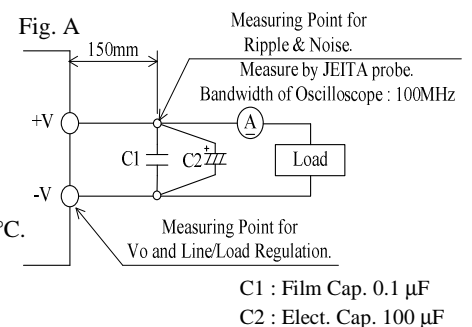 Fig. A
150mm
Measuring Point for
Ripple & Noise.
Measure by JEITA probe.
Bandwidth of Oscilloscope : 100MHz
+V
A
C1
+
C2
Load
-V
°C.
Measuring Point for
Vo and Line/Load Regulation.
C1 : Film Cap. 0.1 µF
C2 : Elect. Cap. 100 µF